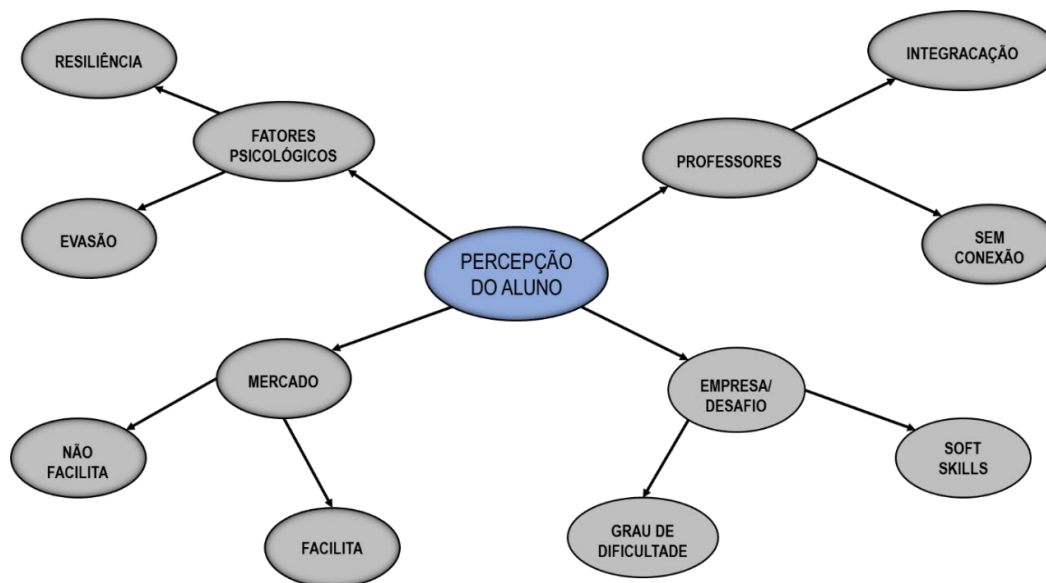 RESILIÊNCIA
INTEGRACAÇÃO
FATORES
PSICOLÓGICOS
PROFESSORES
EVASÃO
SEM
CONEXÃO
PERCEPÇÃO
DO ALUNO
MERCADO
EMPRESA/
DESAFIO
NÃO
FACILITA
SOFT
SKILLS
FACILITA
GRAU DE
DIFICULTADE